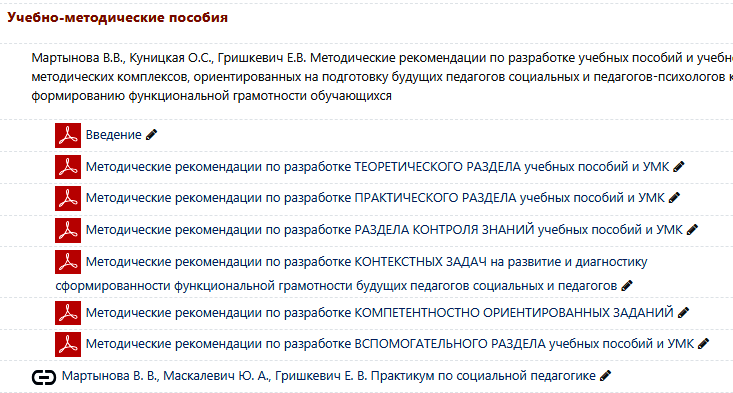 Учебно-методические пособия
Мартынова В.В., Куницкая О.С., Гришкевич Е.В. Методические рекомендации по разработке учебных пособий и
методических комплексов, ориентированных на подготовку будущих педагогов социальных и педагогов-психологов
формированию функциональной грамотности обучающихся
Введение
Методические рекомендации по разработке ТЕОРЕТИЧЕСКОГО РАЗДЕЛА учебных пособий и УМК
Методические рекомендации по разработке ПРАКТИЧЕСКОГО РАЗДЕЛА учебных пособий и УМК
Методические рекомендации по разработке РАЗДЕЛА КОНТРОЛЯ ЗНАНИЙ учебных пособий и УМК
Методические рекомендации по разработке КОНТЕКСТНЫХ ЗАДАЧ на развитие и диагностику
сформированности функциональной грамотности будущих педагогов социальных и педагогов
Методические рекомендации по разработке КОМПЕТЕНТНОСТНО ОРИЕНТИРОВАННЫХ ЗАДАНИЙ
Методические рекомендации по разработке ВСПОМОГАТЕЛЬНОГО РАЗДЕЛА учебных пособий и УМК
Мартынова В. В., Маскалевич Ю. А., Гришкевич Е. В. Практикум по социальной педагогике